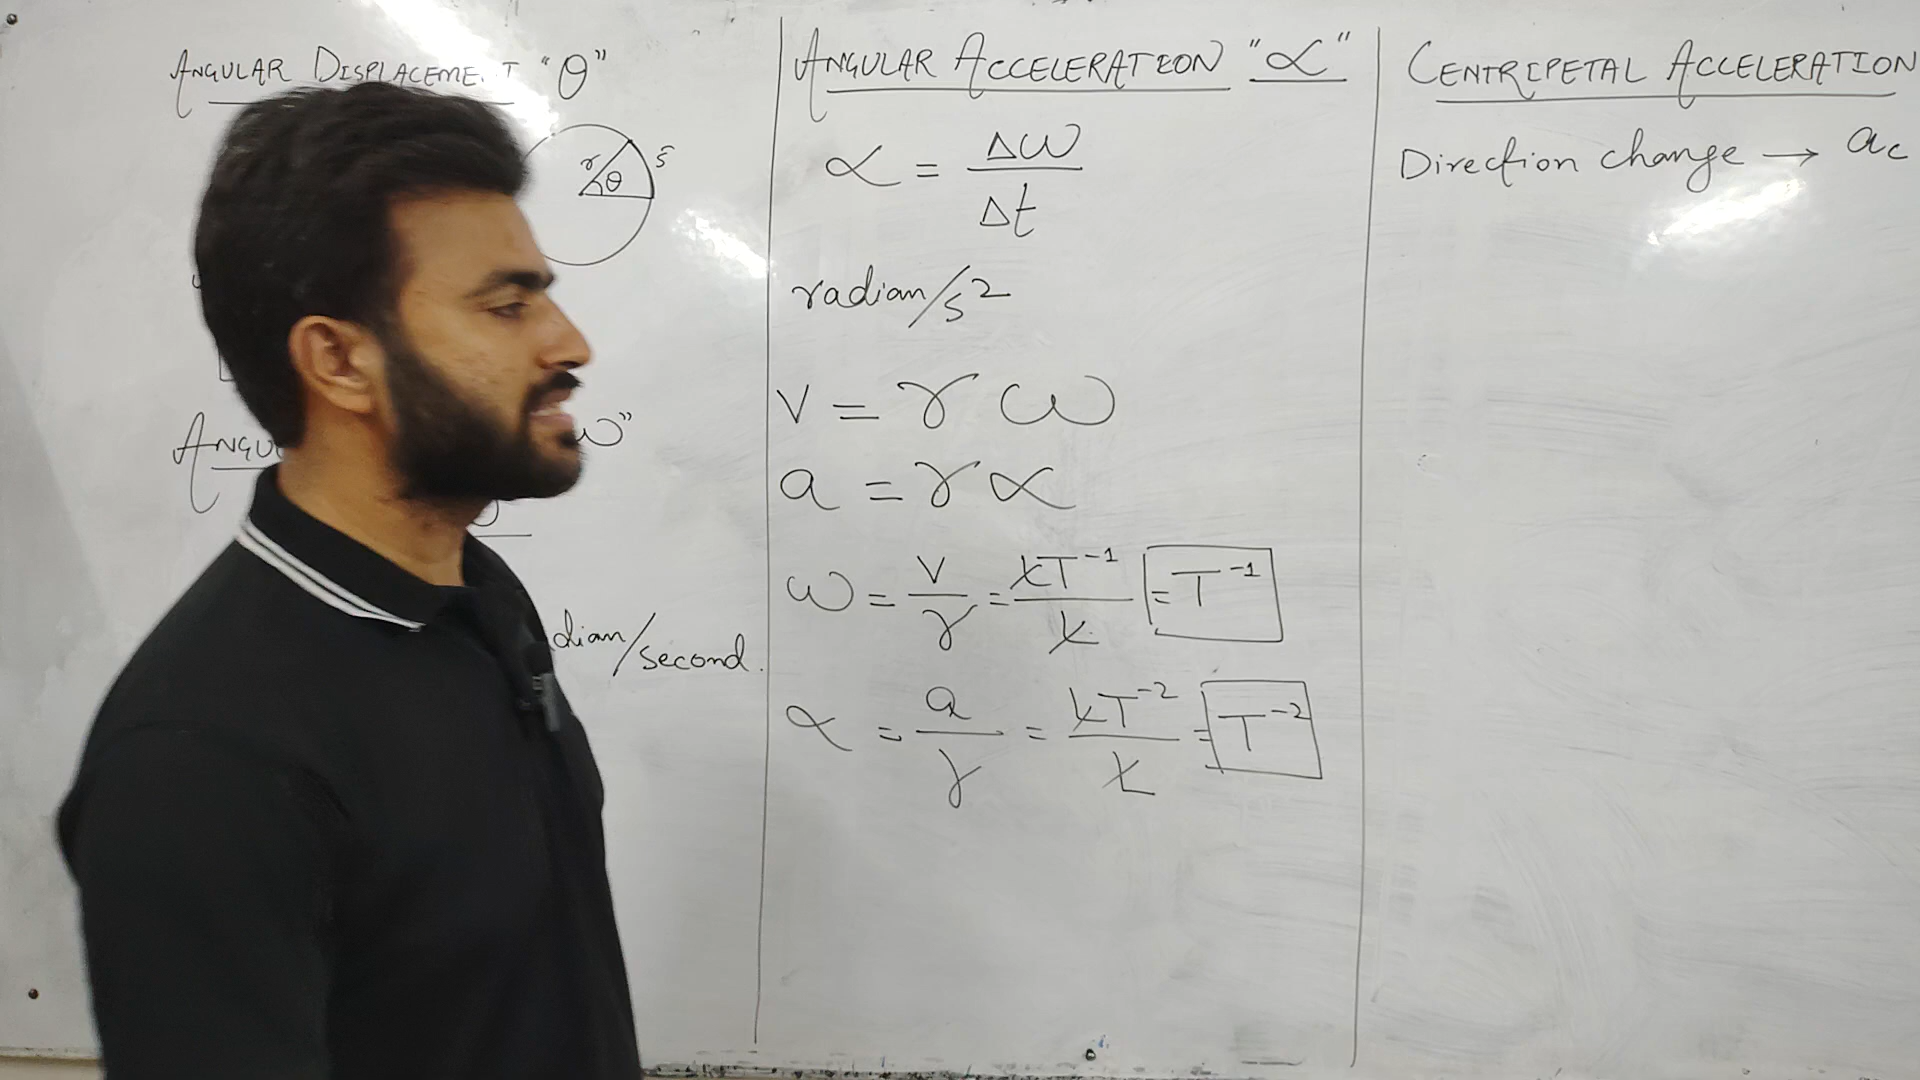 ANGULAR DISPLACEMENT "θ"
r θ s
ω"
radian/second.
ANGULAR ACCELERATION "α"
α = Δω/Δt
radian/s²
v = r ω
a = r α
ω = v/r = LT⁻¹/L = T⁻¹
α = a/r = LT⁻²/L = T⁻²
CENTRIPETAL ACCELERATION
Direction change → ac